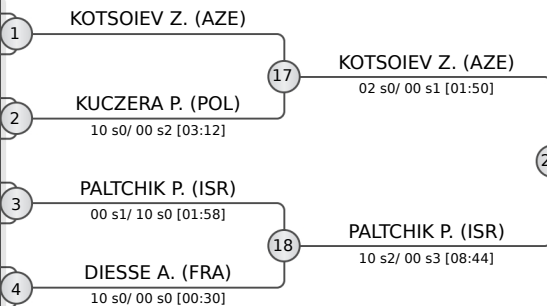 KOTSOIEV Z. (AZE)
1
17
KOTSOIEV Z. (AZE)
02 s0/ 00 s1 [01:50]
KUCZERA P. (POL)
2
10 s0/ 00 s2 [03:12]
PALTCHIK P. (ISR)
3
00 s1/ 10 s0 [01:58]
18
PALTCHIK P. (ISR)
10 s2/ 00 s3 [08:44]
DIESSE A. (FRA)
4
10 s0/ 00 s0 [00:30]